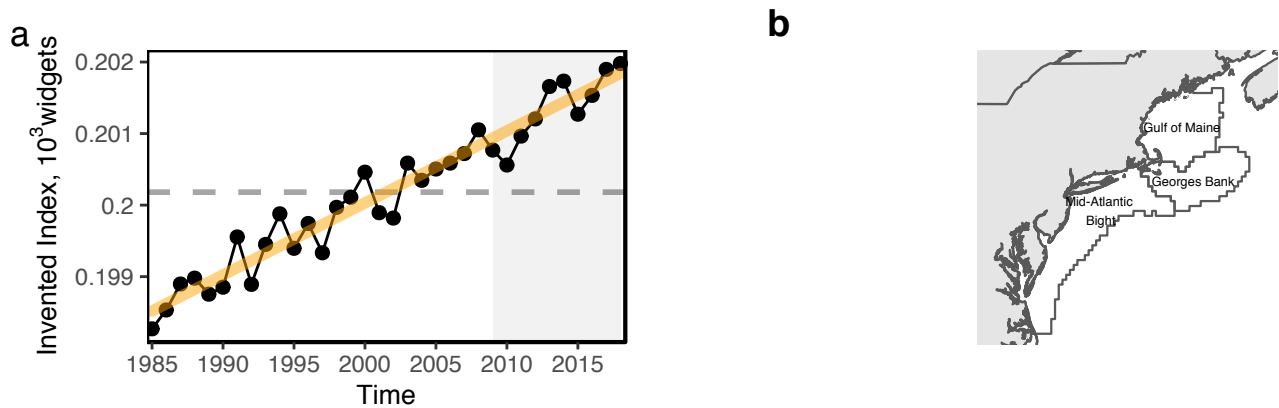 a
Invented Index, 10³widgets
0.202
0.201
0.2
0.199
1985 1990 1995 2000 2005 2010 2015
Time
b
Gulf of Maine
Georges Bank
Mid-Atlantic
Bight